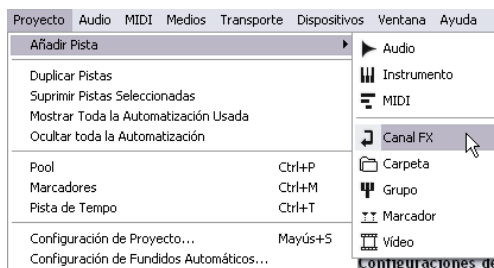 Proyecto Audio MIDI Medios Transporte Dispositivos Ventana Ayuda
Añadir Pista
Duplicar Pistas
Suprimir Pistas Seleccionadas
Mostrar Toda la Automatización Usada
Ocultar toda la Automatización
Pool Ctrl+P
Marcadores Ctrl+M
Pista de Tempo Ctrl+T
Configuración de Proyecto... Mayús+S
Configuración de Fundidos Automáticos...
Audio
Instrumento
MIDI
Canal FX
Carpeta
Grupo
Marcador
Vídeo
Configuraciones de